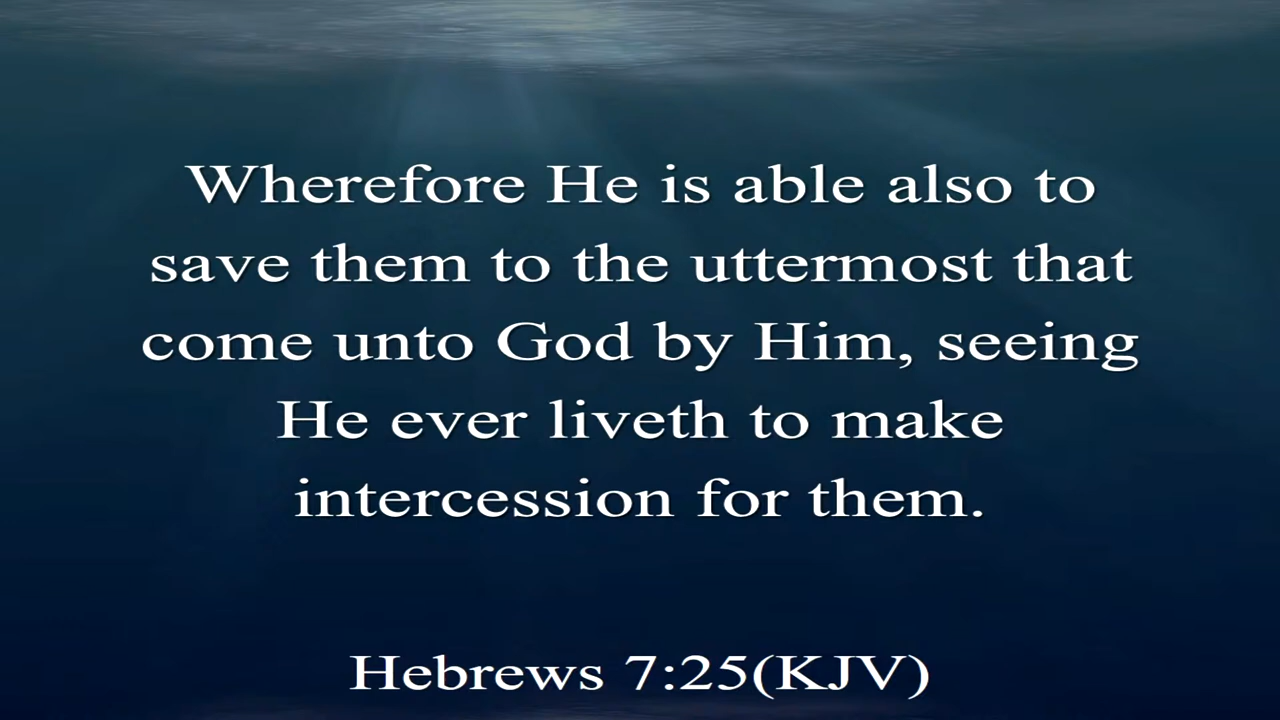 Wherefore He is able also to
save them to the uttermost that
come unto God by Him, seeing
He ever liveth to make
intercession for them.
Hebrews 7:25(KJV)